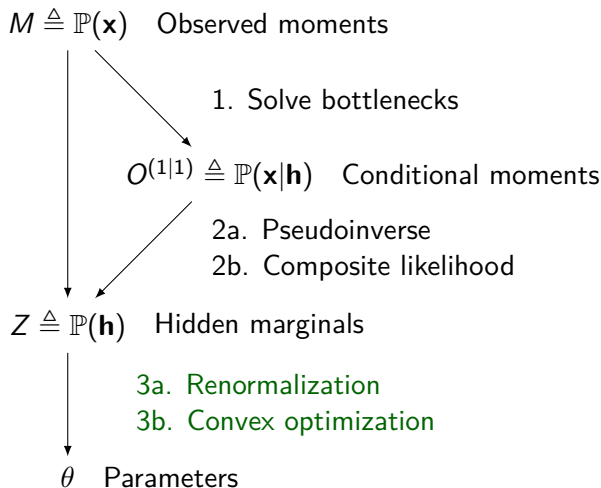 M ≜ ℙ(𝐱) Observed moments
1. Solve bottlenecks
O⁽¹|¹⁾ ≜ ℙ(𝐱|𝐡) Conditional moments
2a. Pseudoinverse
2b. Composite likelihood
Z ≜ ℙ(𝐡) Hidden marginals
3a. Renormalization
3b. Convex optimization
θ Parameters